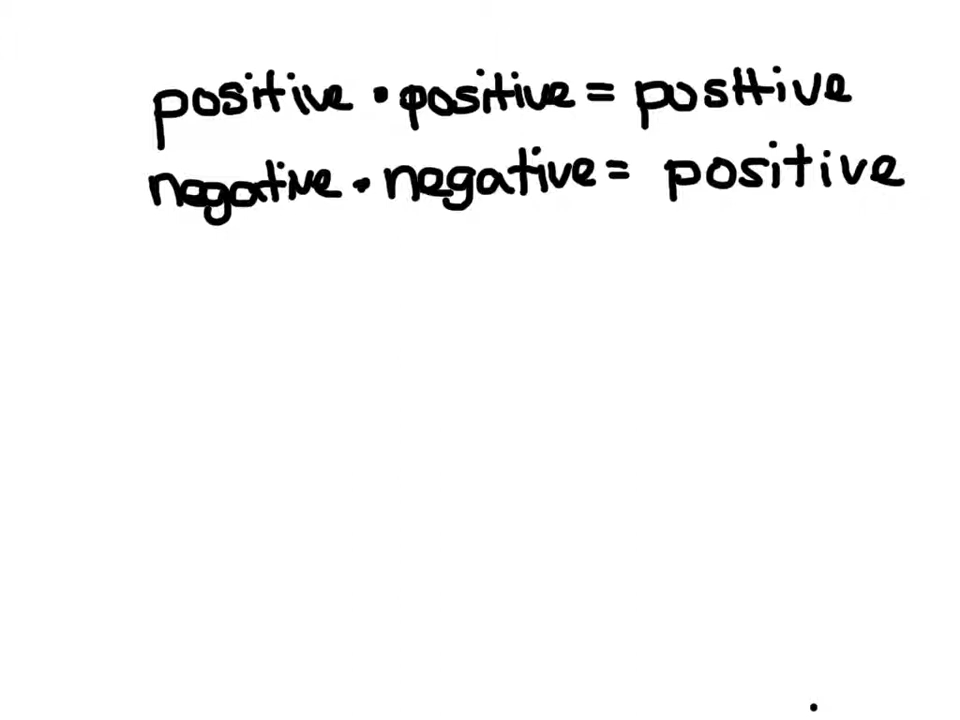 positive • positive = positive
negative • negative = positive